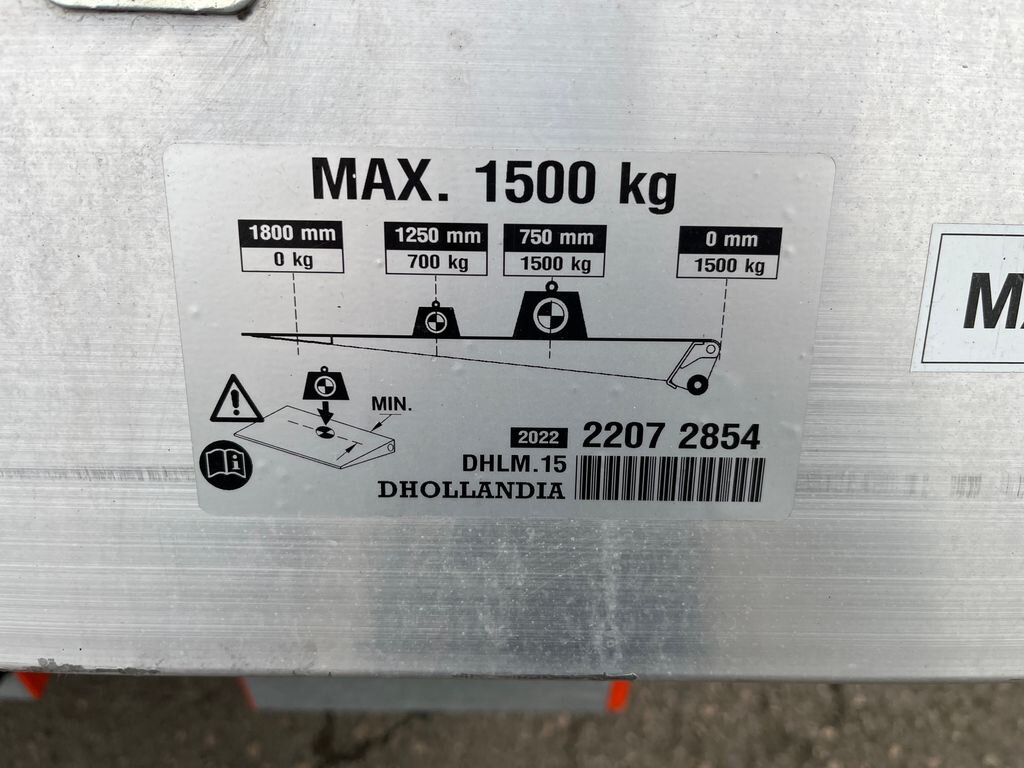 MAX. 1500 kg
1800 mm
0 kg
1250 mm
700 kg
750 mm
1500 kg
0 mm
1500 kg
MIN.
2022 2207 2854
DHLM.15
DHOLLANDIA